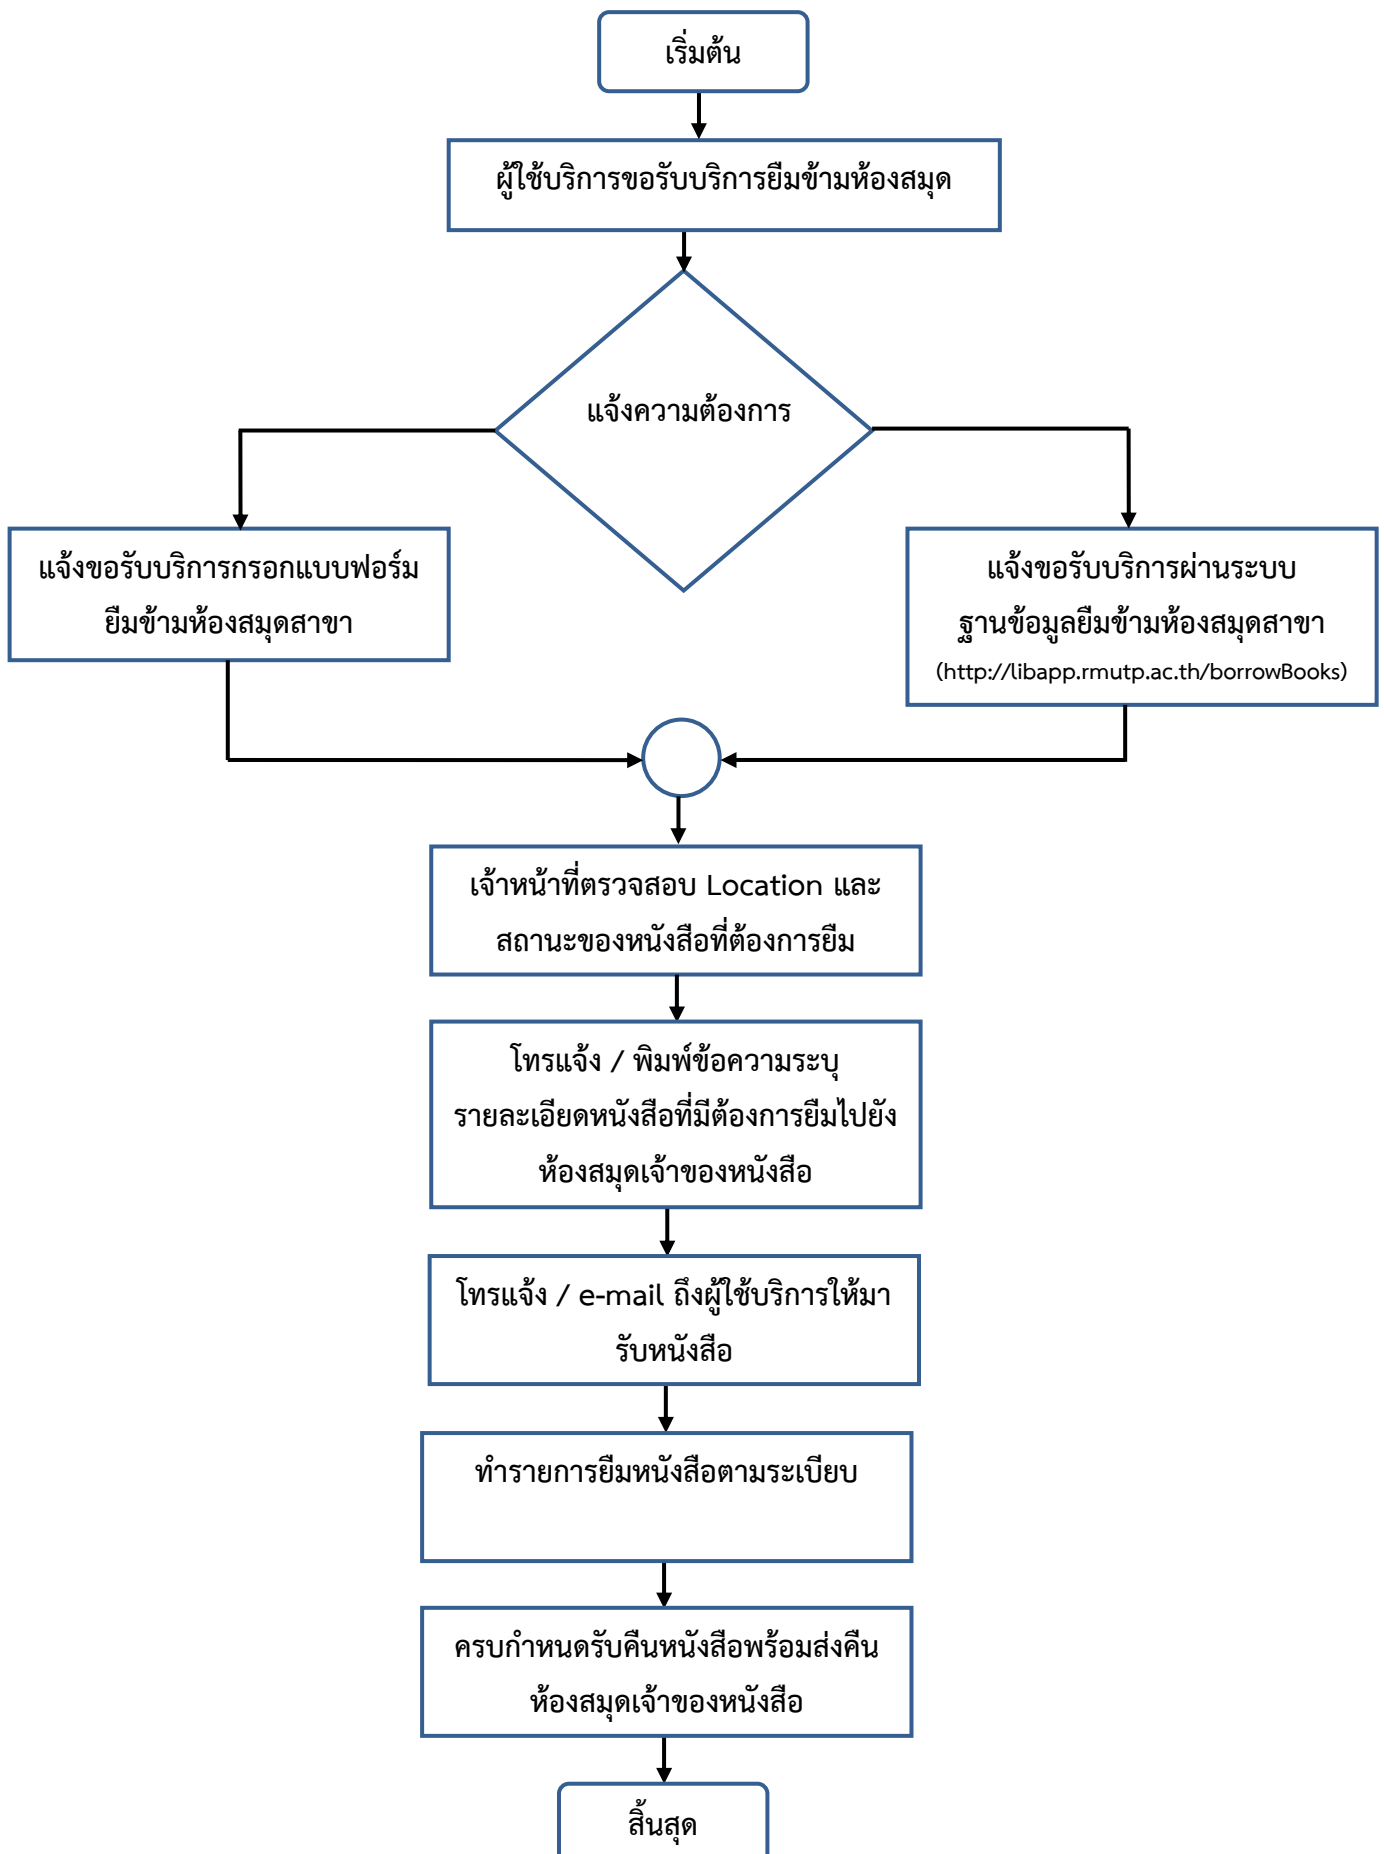 เริ่มต้น
ผู้ใช้บริการขอรับบริการยืมข้ามห้องสมุด
แจ้งความต้องการ
แจ้งขอรับบริการกรอกแบบฟอร์ม
ยืมข้ามห้องสมุดสาขา
แจ้งขอรับบริการผ่านระบบ
ฐานข้อมูลยืมข้ามห้องสมุดสาขา
(http://libapp.rmutp.ac.th/borrowBooks)
เจ้าหน้าที่ตรวจสอบ Location และ
สถานะของหนังสือที่ต้องการยืม
โทรแจ้ง / พิมพ์ข้อความระบุ
รายละเอียดหนังสือที่มีต้องการยืมไปยัง
ห้องสมุดเจ้าของหนังสือ
โทรแจ้ง / e-mail ถึงผู้ใช้บริการให้มา
รับหนังสือ
ทำรายการยืมหนังสือตามระเบียบ
ครบกำหนดรับคืนหนังสือพร้อมส่งคืน
ห้องสมุดเจ้าของหนังสือ
สิ้นสุด